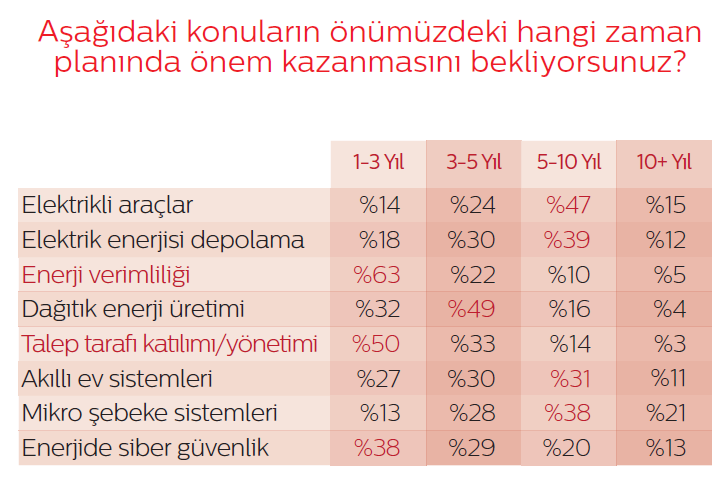 Aşağıdaki konuların önümüzdeki hangi zaman
planında önem kazanmasını bekliyorsunuz?
1-3 Yıl 3-5 Yıl 5-10 Yıl 10+ Yıl
Elektrikli araçlar %14 %24 %47 %15
Elektrik enerjisi depolama %18 %30 %39 %12
Enerji verimliliği %63 %22 %10 %5
Dağıtık enerji üretimi %32 %49 %16 %4
Talep tarafı katılımı/yönetimi %50 %33 %14 %3
Akıllı ev sistemleri %27 %30 %31 %11
Mikro şebeke sistemleri %13 %28 %38 %21
Enerjide siber güvenlik %38 %29 %20 %13